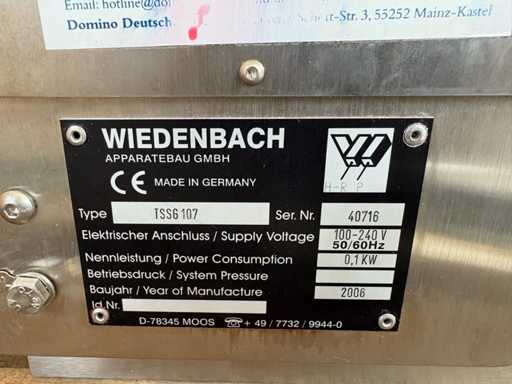 Email: hotline@do
Domino Deutsch Str. 3, 55252 Mainz-Kastel
WIEDENBACH
APPARATEBAU GMBH
CE MADE IN GERMANY
H-R P
Type TSSG 107 Ser. Nr. 40716
Elektrischer Anschluss / Supply Voltage 100-240 V
50/60Hz
Nennleistung / Power Consumption 0,1 KW
Betriebsdruck / System Pressure
Baujahr / Year of Manufacture 2006
Id.Nr.
D-78345 MOOS ☏ + 49 / 7732 / 9944-0